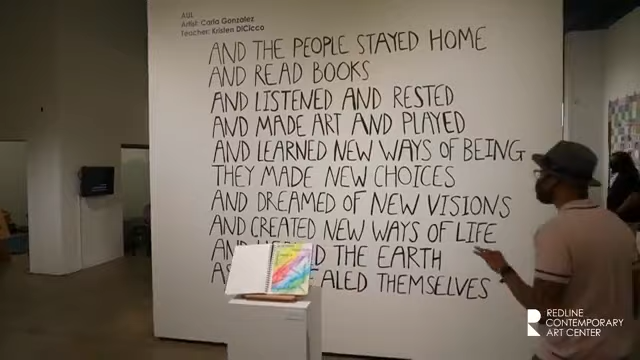 AUL
Artist: Carla Gonzalez
Teacher: Kristen DiCicco
AND THE PEOPLE STAYED HOME
AND READ BOOKS
AND LISTENED AND RESTED
AND MADE ART AND PLAYED
AND LEARNED NEW WAYS OF BEING
THEY MADE NEW CHOICES
AND DREAMED OF NEW VISIONS
AND CREATED NEW WAYS OF LIFE
THE EARTH
THEMSELVES
REDLINE
CONTEMPORARY
ART CENTER